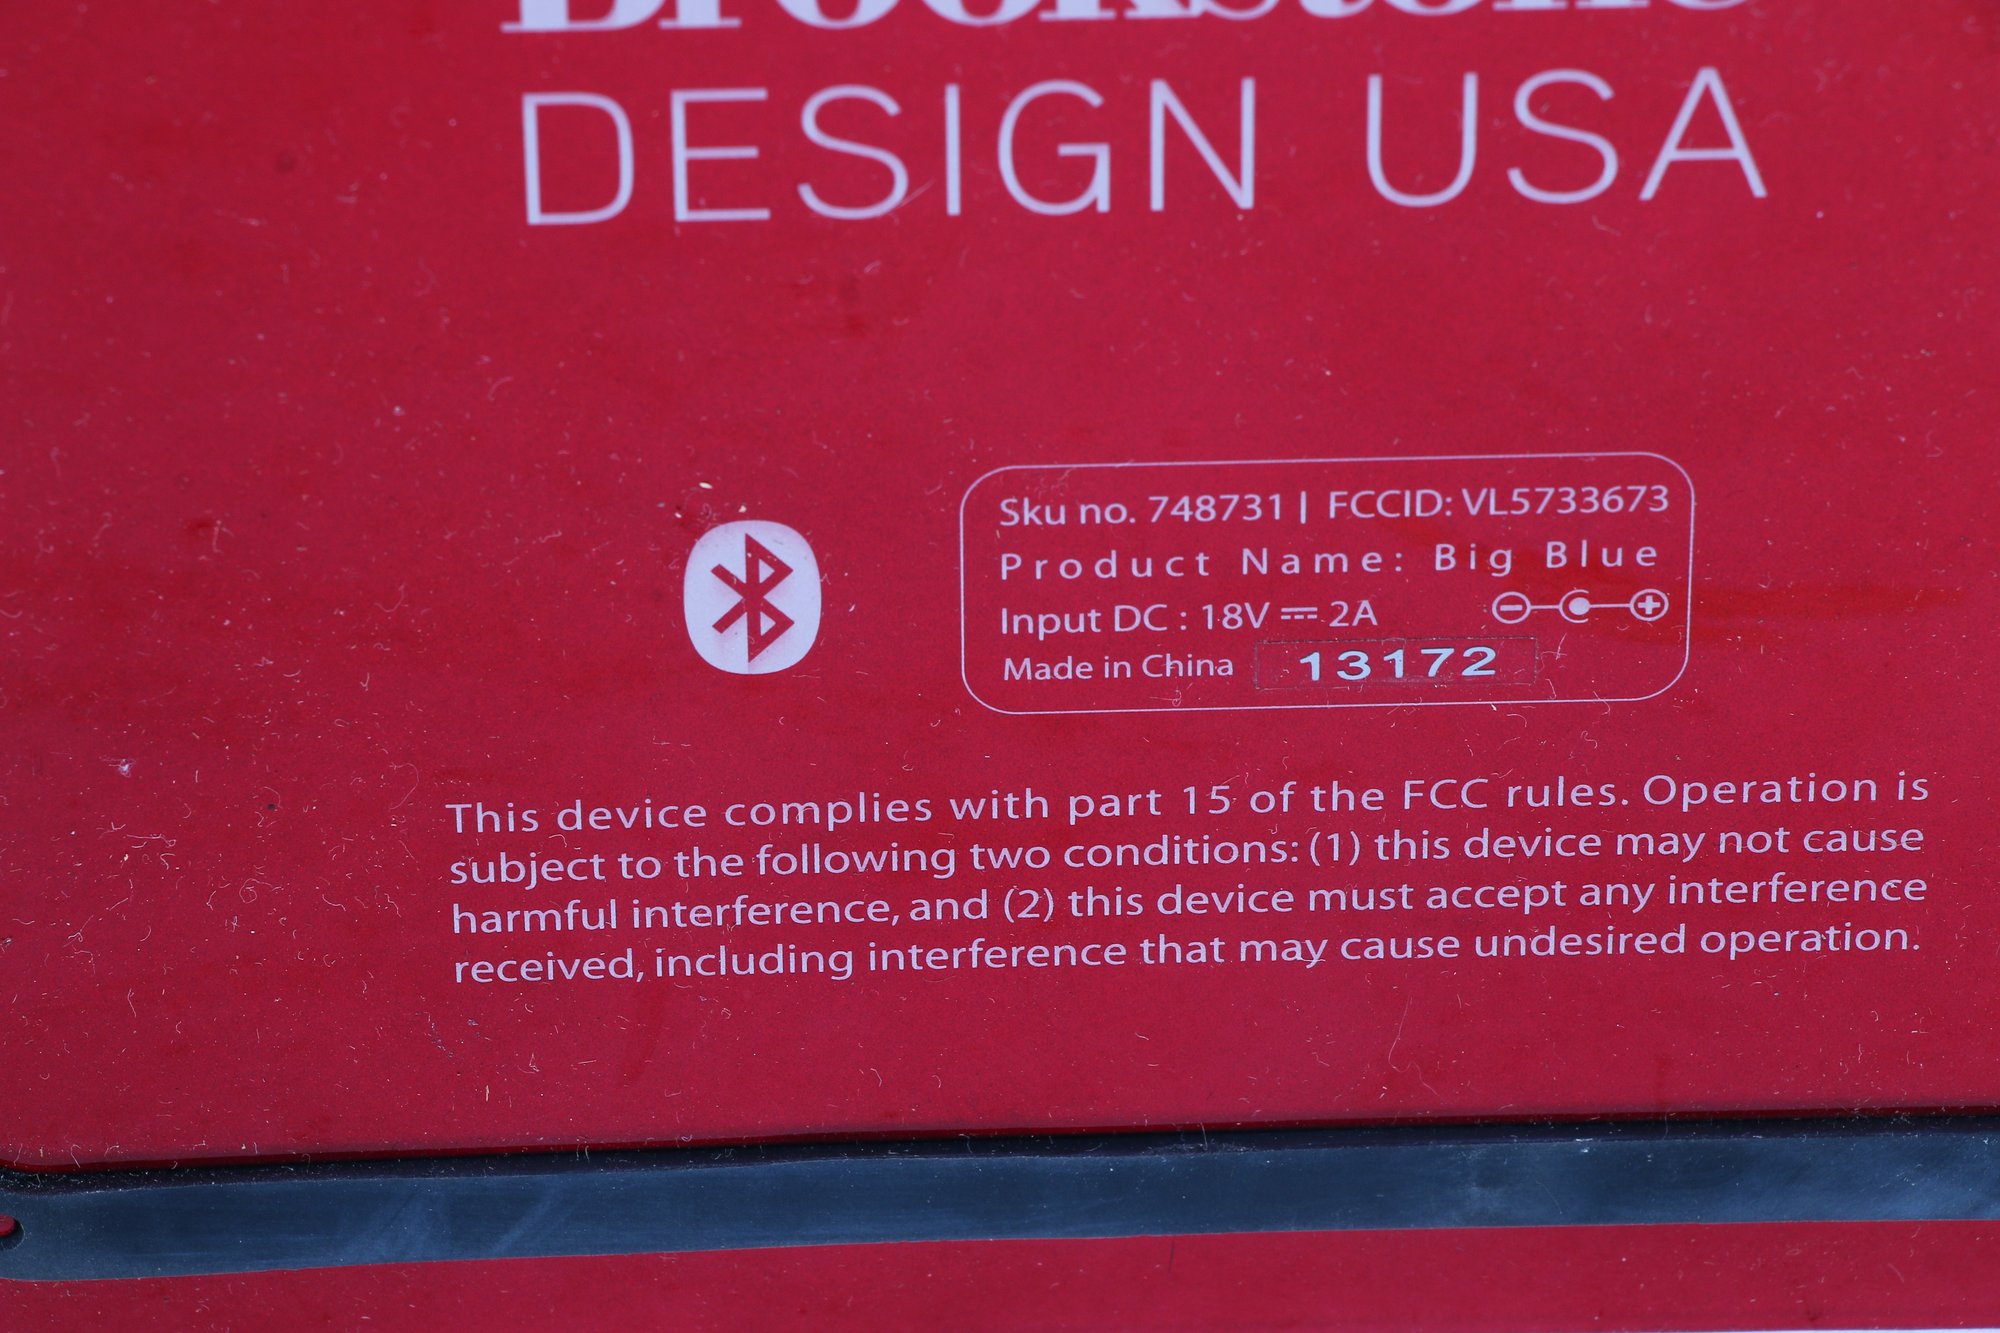 Brookstone
DESIGN USA
Sku no. 748731 | FCCID: VL5733673
Product Name: Big Blue
Input DC : 18V ⎓ 2A
Made in China 13172
This device complies with part 15 of the FCC rules. Operation is
subject to the following two conditions: (1) this device may not cause
harmful interference, and (2) this device must accept any interference
received, including interference that may cause undesired operation.